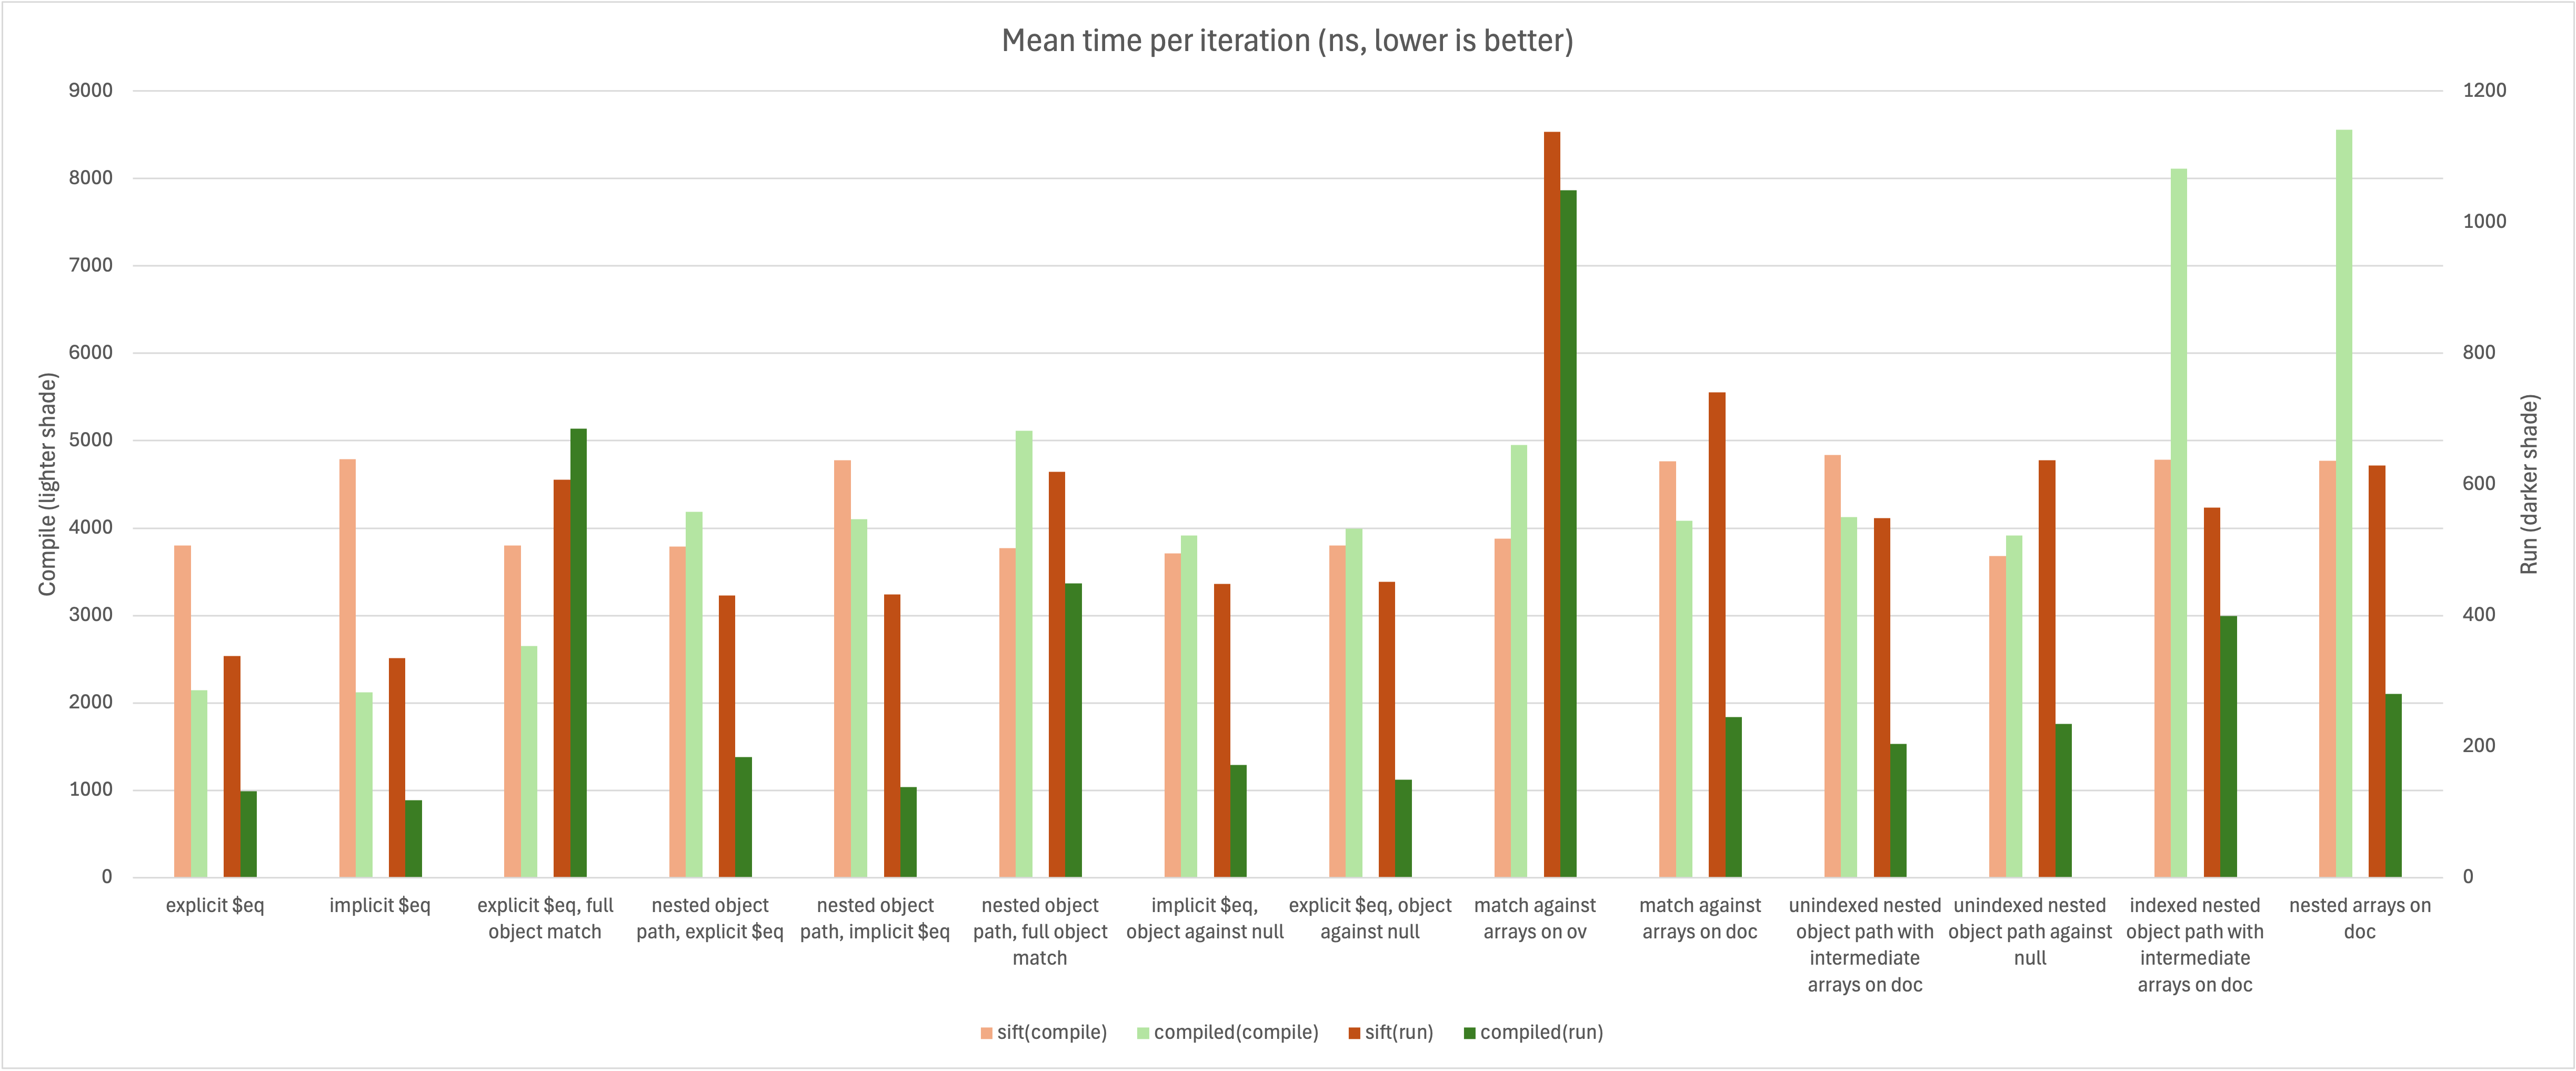 Mean time per iteration (ns, lower is better)
9000
8000
7000
6000
5000
4000
3000
2000
1000
0
Compile (lighter shade)
1200
1000
800
600
400
200
0
Run (darker shade)
explicit $eq
implicit $eq
explicit $eq, full
object match
nested object
path, explicit $eq
nested object
path, implicit $eq
nested object
path, full object
match
implicit $eq,
object against null
explicit $eq, object
against null
match against
arrays on ov
match against
arrays on doc
unindexed nested
object path with
intermediate
arrays on doc
unindexed nested
object path against
null
indexed nested
object path with
intermediate
arrays on doc
nested arrays on
doc
sift(compile)
compiled(compile)
sift(run)
compiled(run)